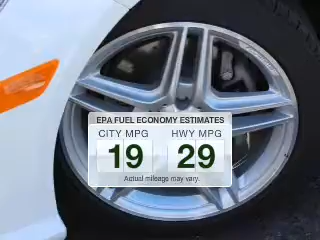 EPA FUEL ECONOMY ESTIMATES
CITY MPG HWY MPG
19 29
Actual mileage may vary.